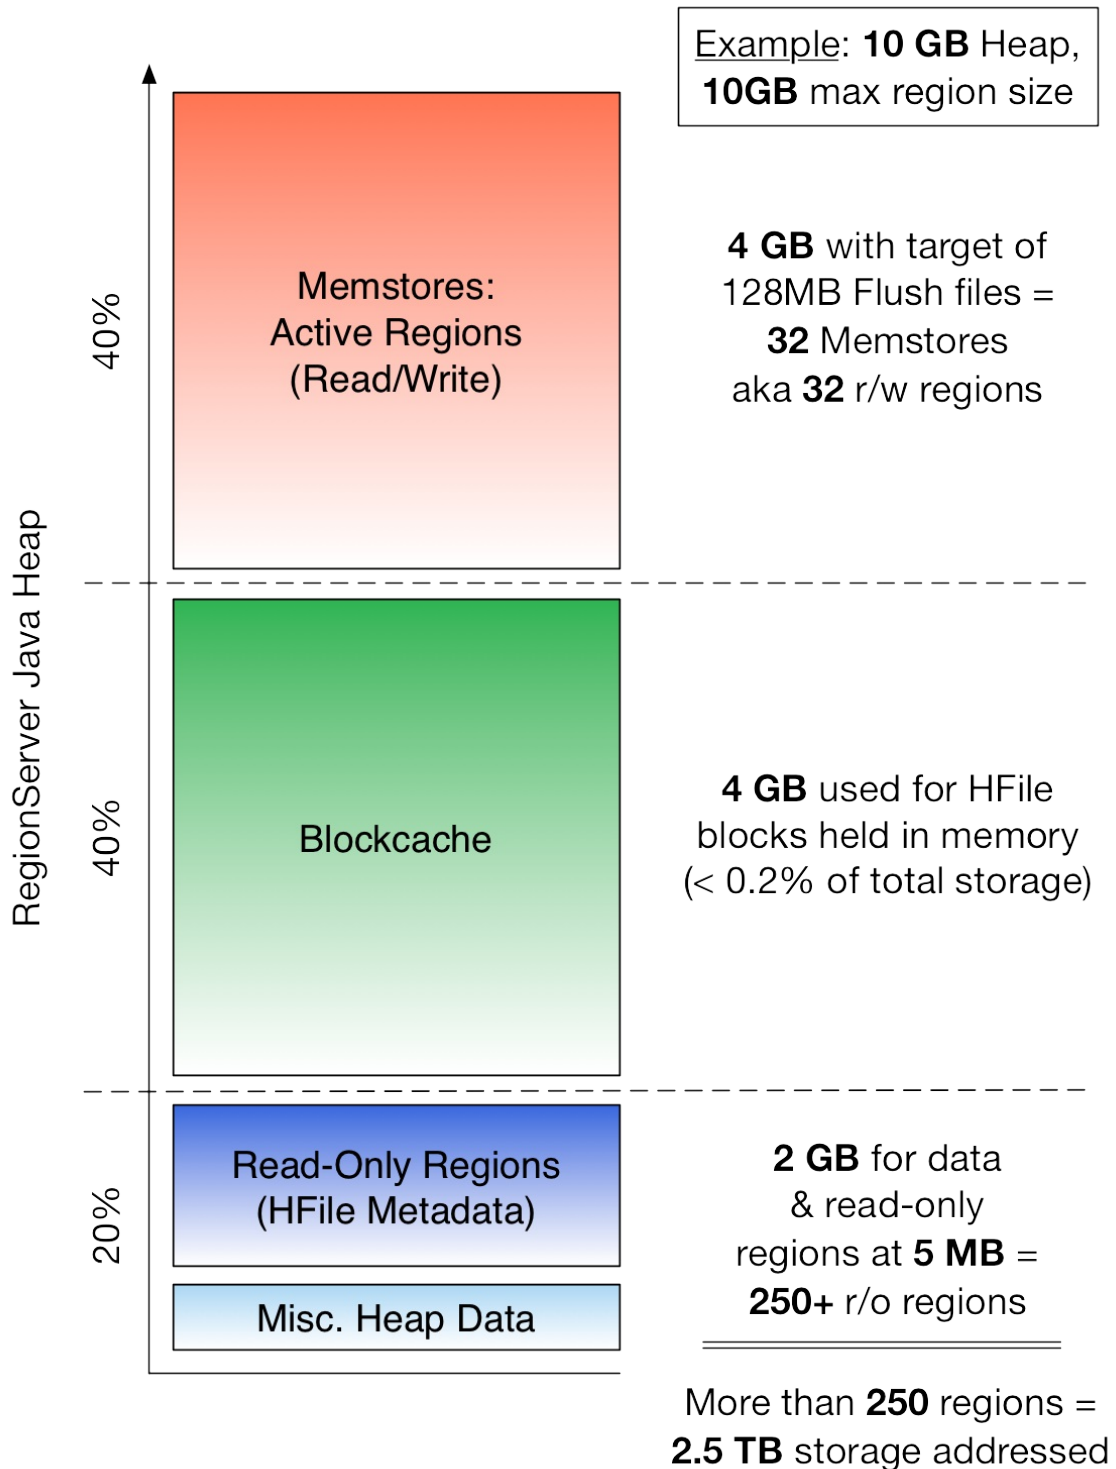 Example: 10 GB Heap,
10GB max region size
RegionServer Java Heap
40%
Memstores:
Active Regions
(Read/Write)
4 GB with target of
128MB Flush files =
32 Memstores
aka 32 r/w regions
40%
Blockcache
4 GB used for HFile
blocks held in memory
(< 0.2% of total storage)
20%
Read-Only Regions
(HFile Metadata)
Misc. Heap Data
2 GB for data
& read-only
regions at 5 MB =
250+ r/o regions
More than 250 regions =
2.5 TB storage addressed